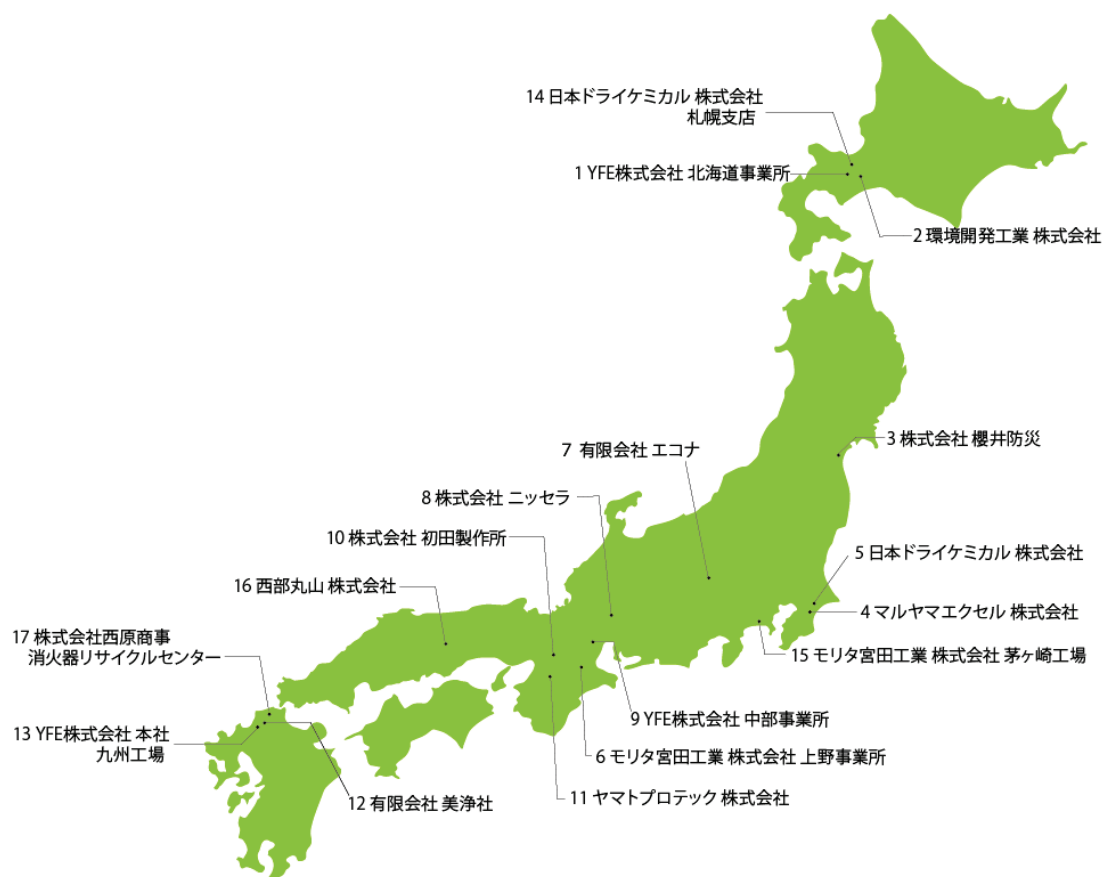 14 日本ドライケミカル 株式会社
札幌支店
1 YFE株式会社 北海道事業所
2 環境開発工業 株式会社
3 株式会社 櫻井防災
7 有限会社 エコナ
8 株式会社 ニッセラ
10 株式会社 初田製作所
5 日本ドライケミカル 株式会社
16 西部丸山 株式会社
4 マルヤマエクセル 株式会社
17 株式会社西原商事
消火器リサイクルセンター
15 モリタ宮田工業 株式会社 茅ヶ崎工場
9 YFE株式会社 中部事業所
13 YFE株式会社 本社
九州工場
6 モリタ宮田工業 株式会社 上野事業所
11 ヤマトプロテック 株式会社
12 有限会社 美浄社